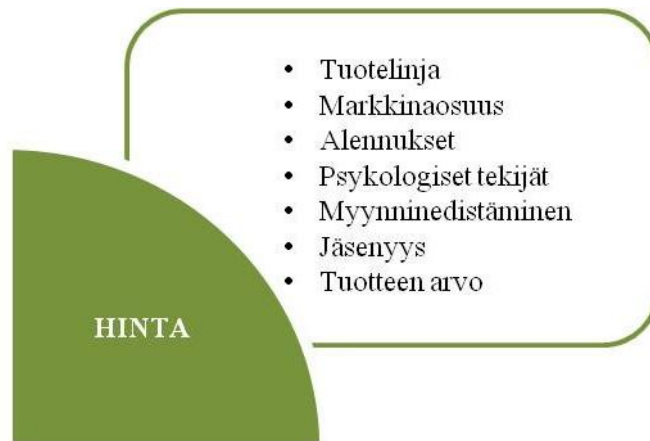 • Tuotelinja
• Markkinaosuus
• Alennukset
• Psykologiset tekijät
• Myynninedistäminen
• Jäsenyys
• Tuotteen arvo
HINTA